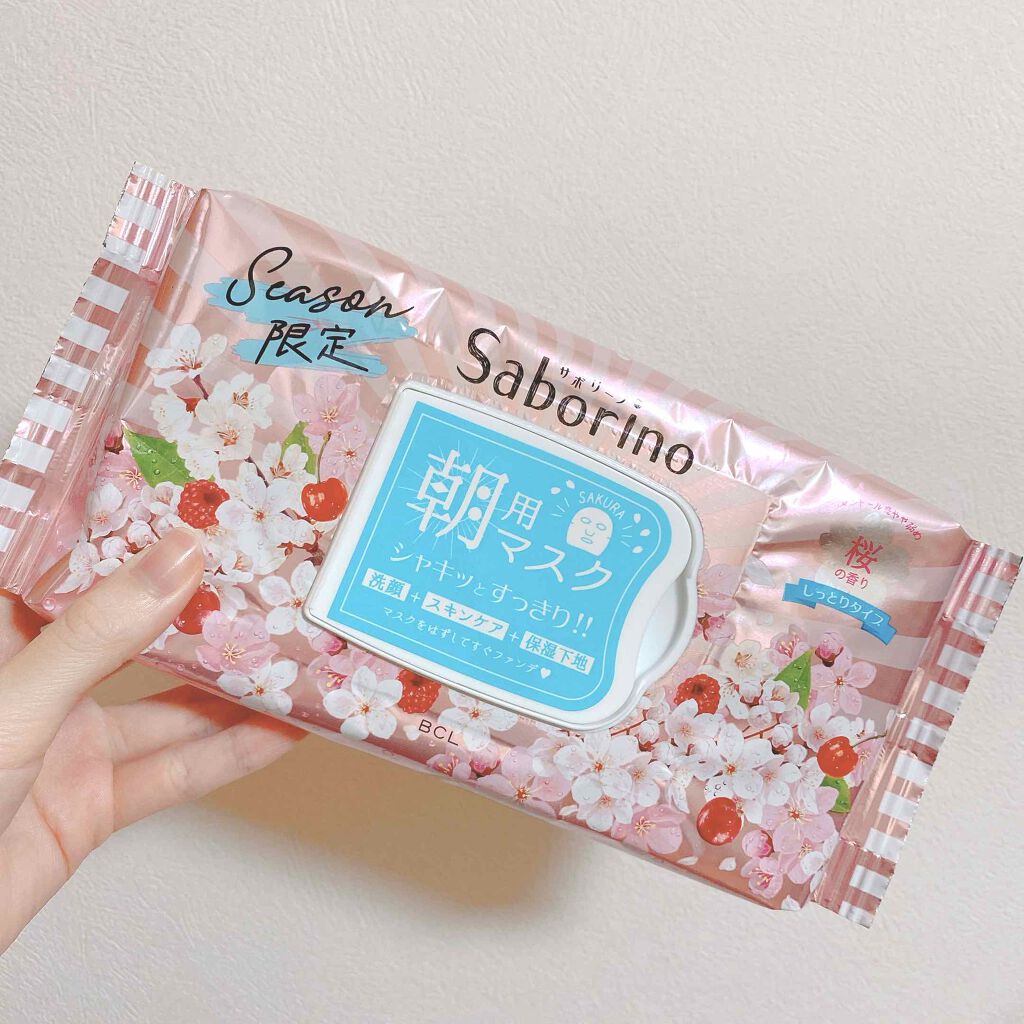 Season
限定
サボリーノ
Saborino
朝用
マスク
SAKURA
シャキッとすっきり!!
洗顔+スキンケア+保湿下地
マスクをはずしてすぐファンデ♥
桜
の香り
しっとりタイプ
BCL